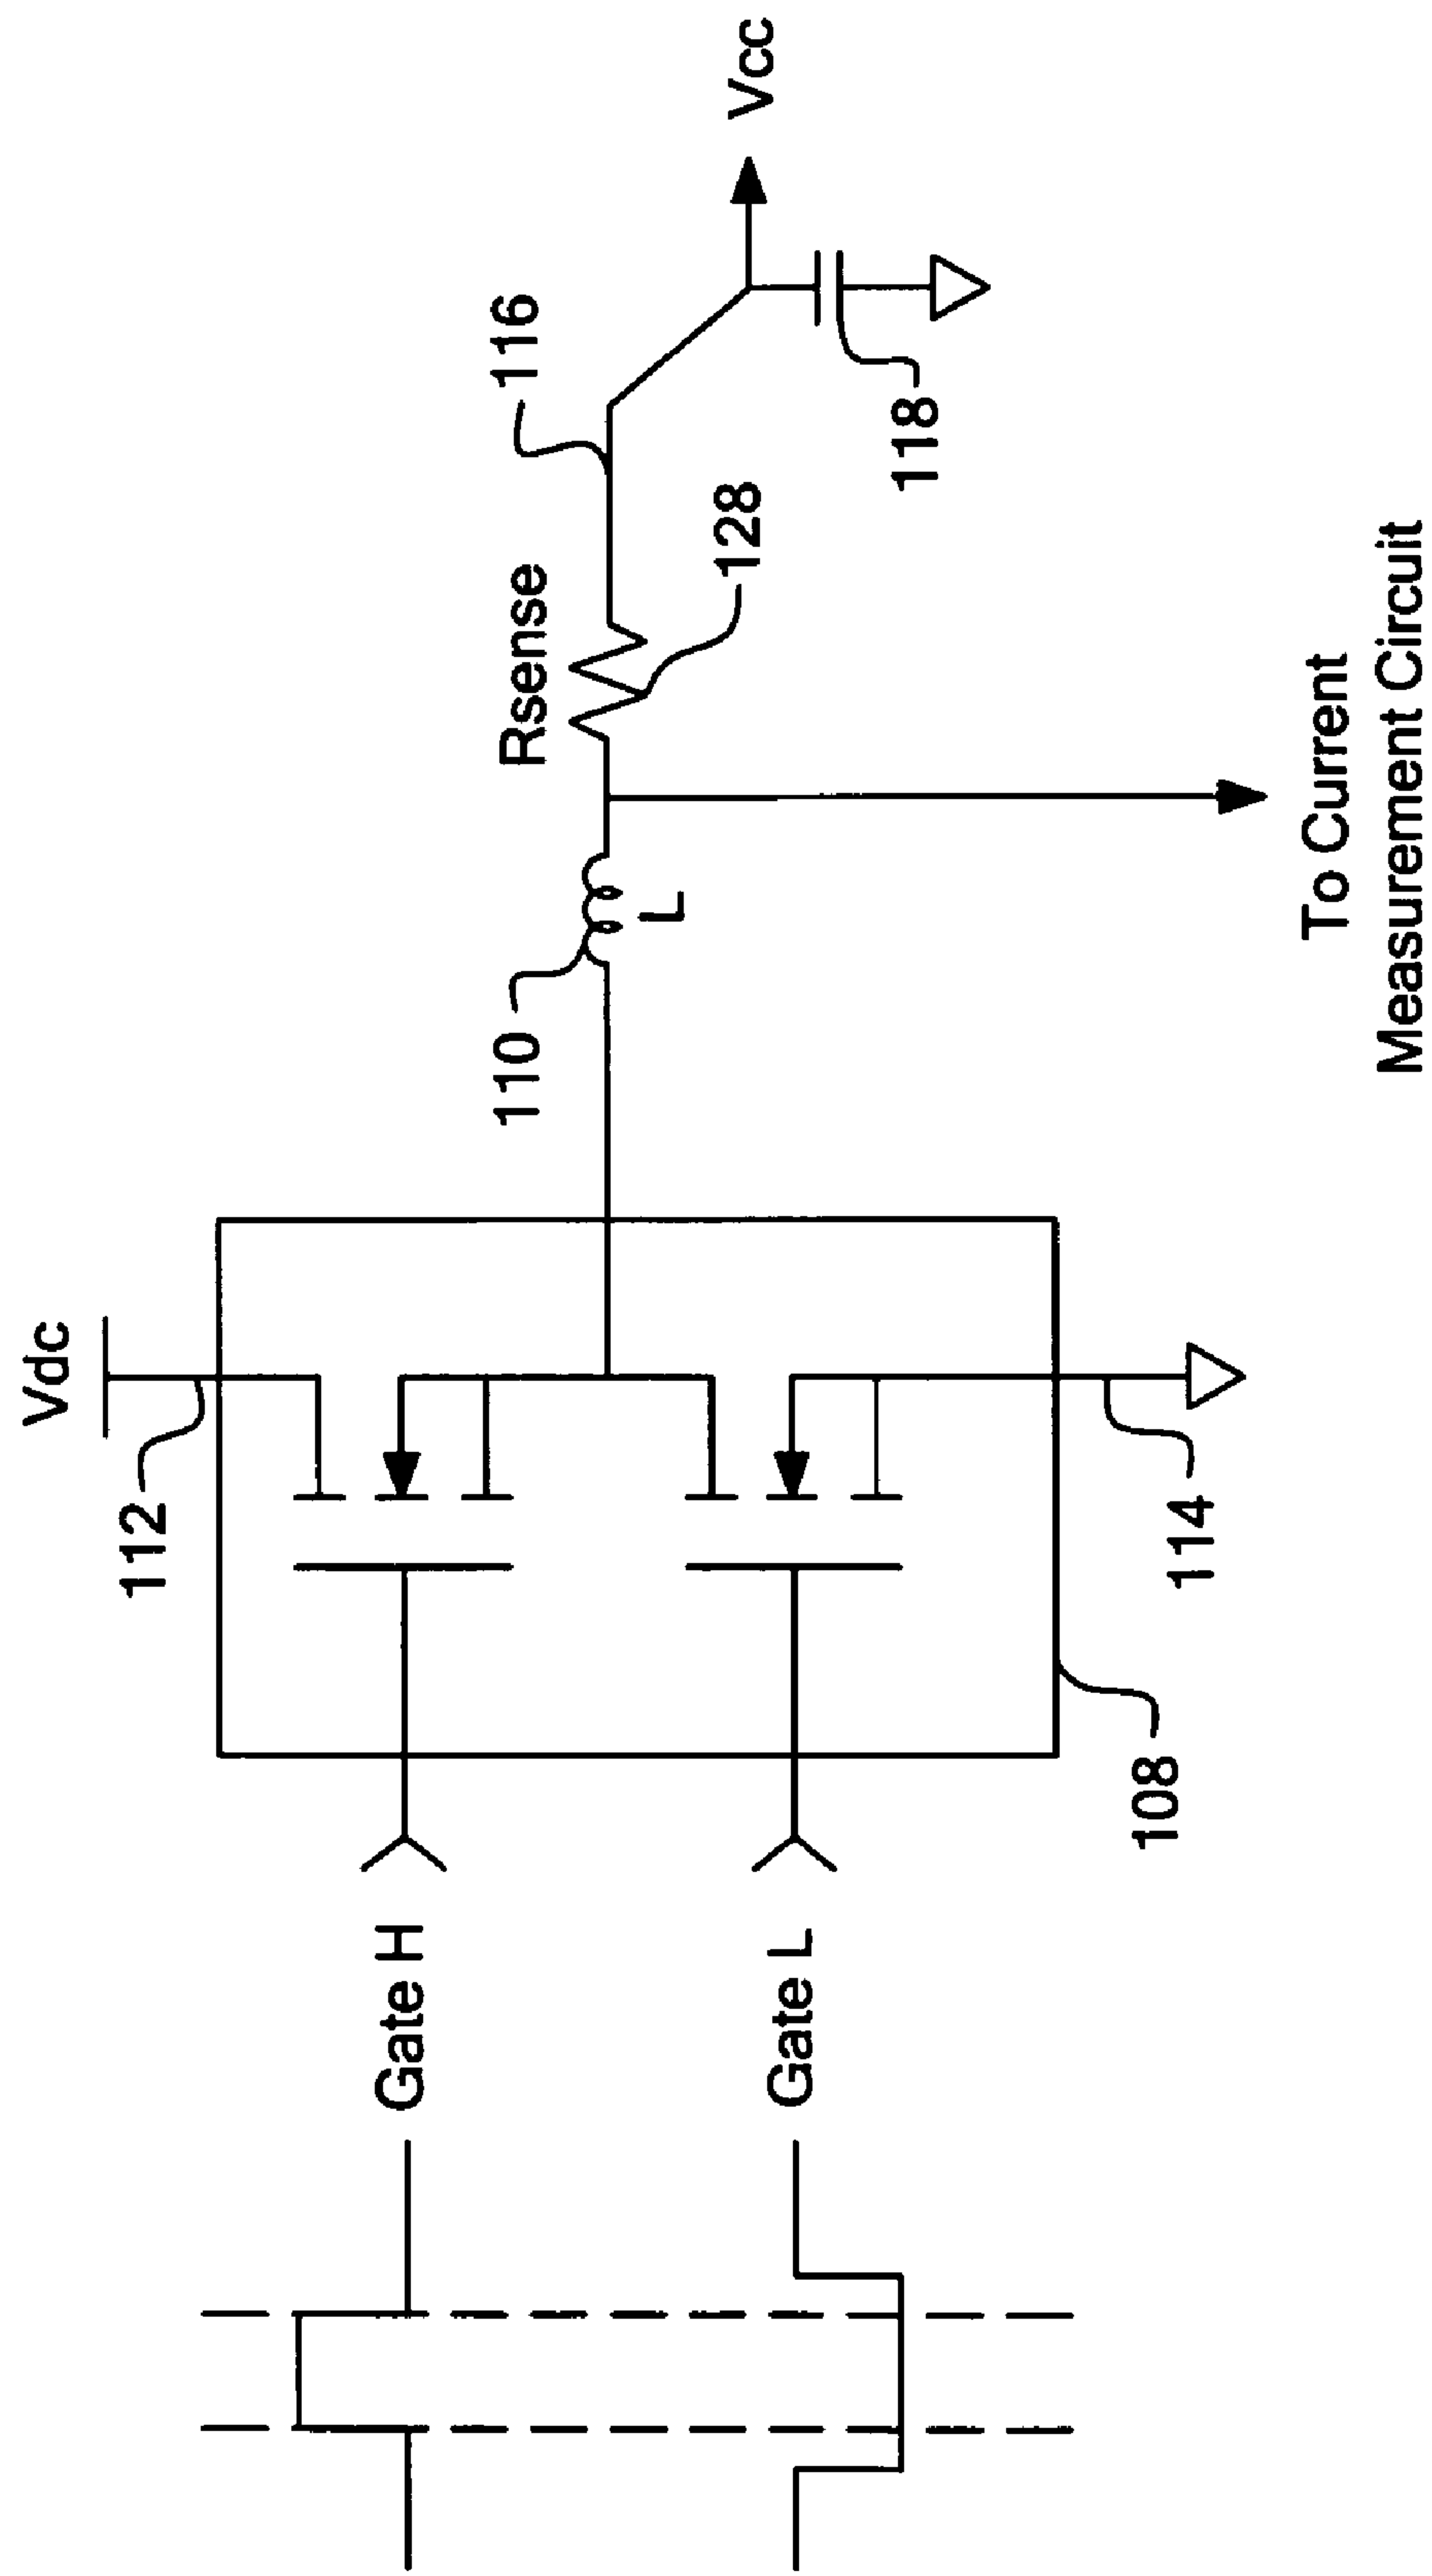 Vdc
112
Gate H
Gate L
108
114
110
L
Rsense
128
116
118
Vcc
To Current
Measurement Circuit